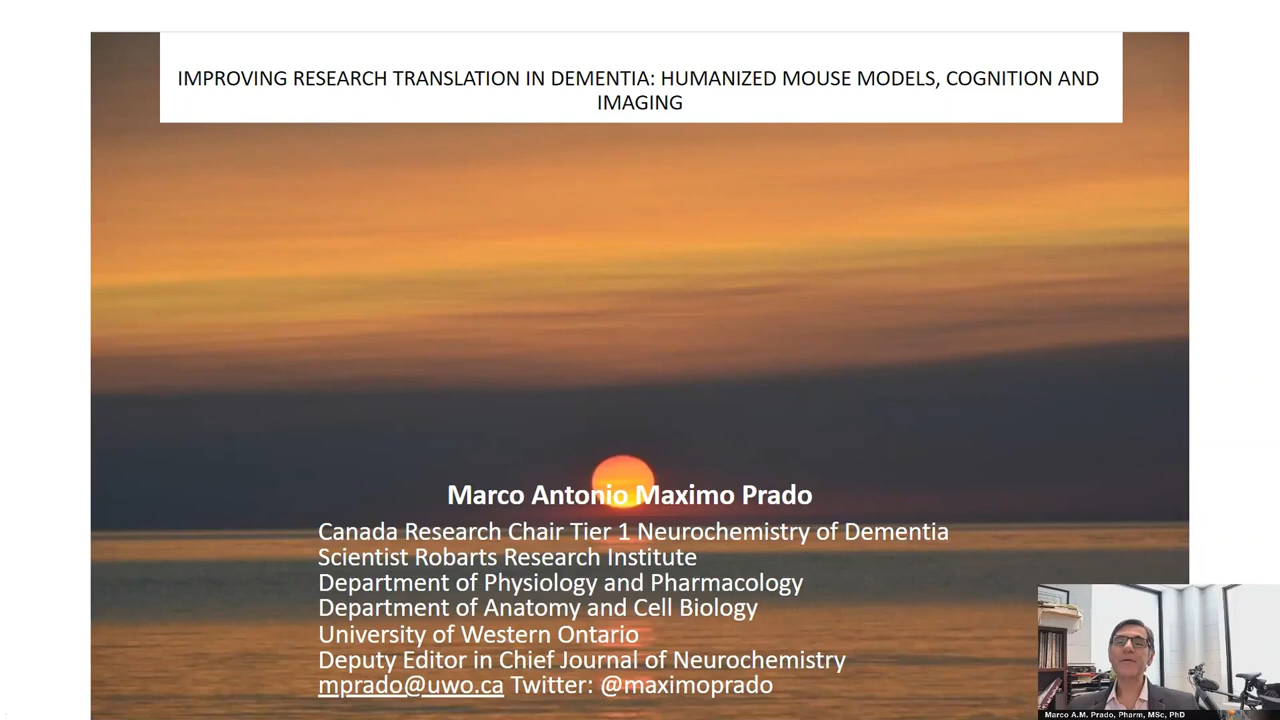 IMPROVING RESEARCH TRANSLATION IN DEMENTIA: HUMANIZED MOUSE MODELS, COGNITION AND
IMAGING
Marco Antonio Maximo Prado
Canada Research Chair Tier 1 Neurochemistry of Dementia
Scientist Robarts Research Institute
Department of Physiology and Pharmacology
Department of Anatomy and Cell Biology
University of Western Ontario
Deputy Editor in Chief Journal of Neurochemistry
mprado@uwo.ca Twitter: @maximoprado
Marco A.M. Prado, Pharm, MSc, PhD